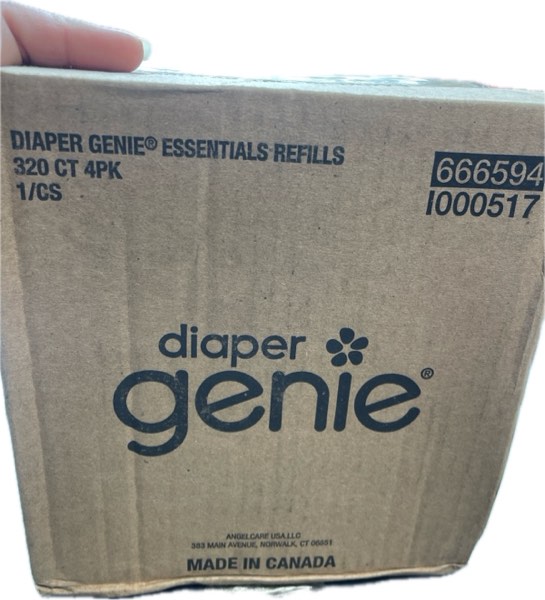 DIAPER GENIE® ESSENTIALS REFILLS
320 CT 4PK
1/CS
666594
I000517
diaper
genie®
ANGELCARE USA LLC
383 MAIN AVENUE, NORWALK, CT 06851
MADE IN CANADA